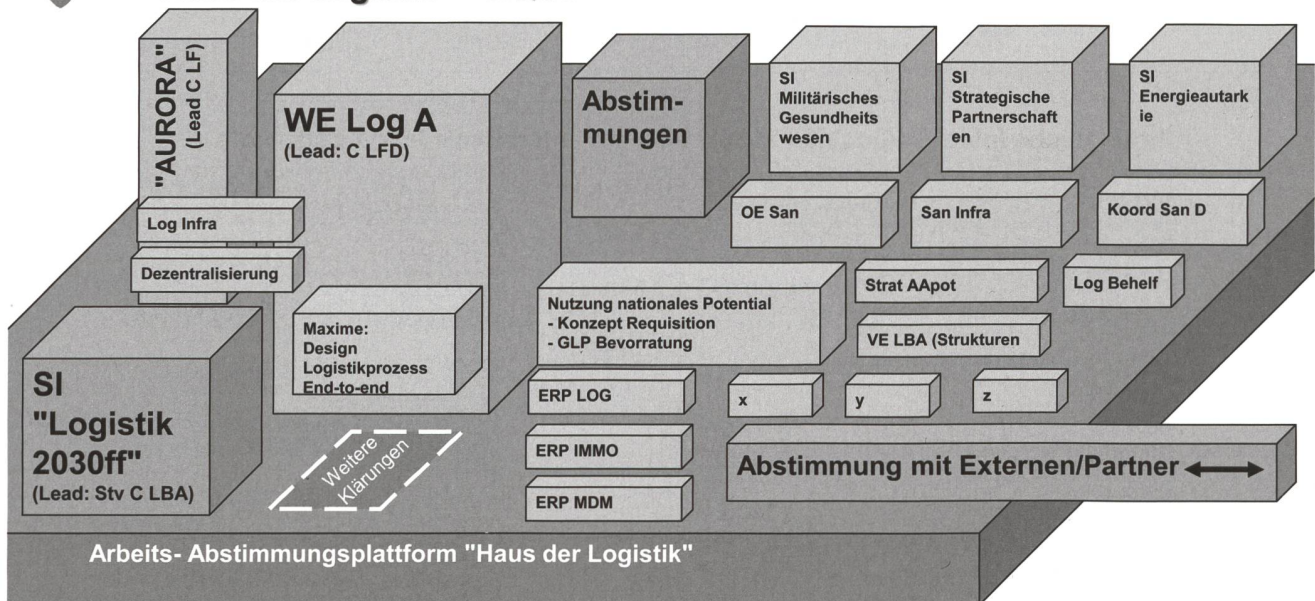 "AURORA"
(Lead C LF)
WE Log A
(Lead: C LFD)
Abstim-
mungen
SI
Militärisches
Gesundheits
wesen
SI
Strategische
Partnerschaft
en
SI
Energieautark
ie
Log Infra
Dezentralisierung
OE San
San Infra
Koord San D
Maxime:
Design
Logistikprozess
End-to-end
Nutzung nationales Potential
- Konzept Requisition
- GLP Bevorratung
Strat AApot
Log Behelf
VE LBA (Strukturen
SI
"Logistik
2030ff"
(Lead: Stv C LBA)
Weitere
Klärungen
ERP LOG
ERP IMMO
ERP MDM
x
y
z
Abstimmung mit Externen/Partner
Arbeits- Abstimmungsplattform "Haus der Logistik"